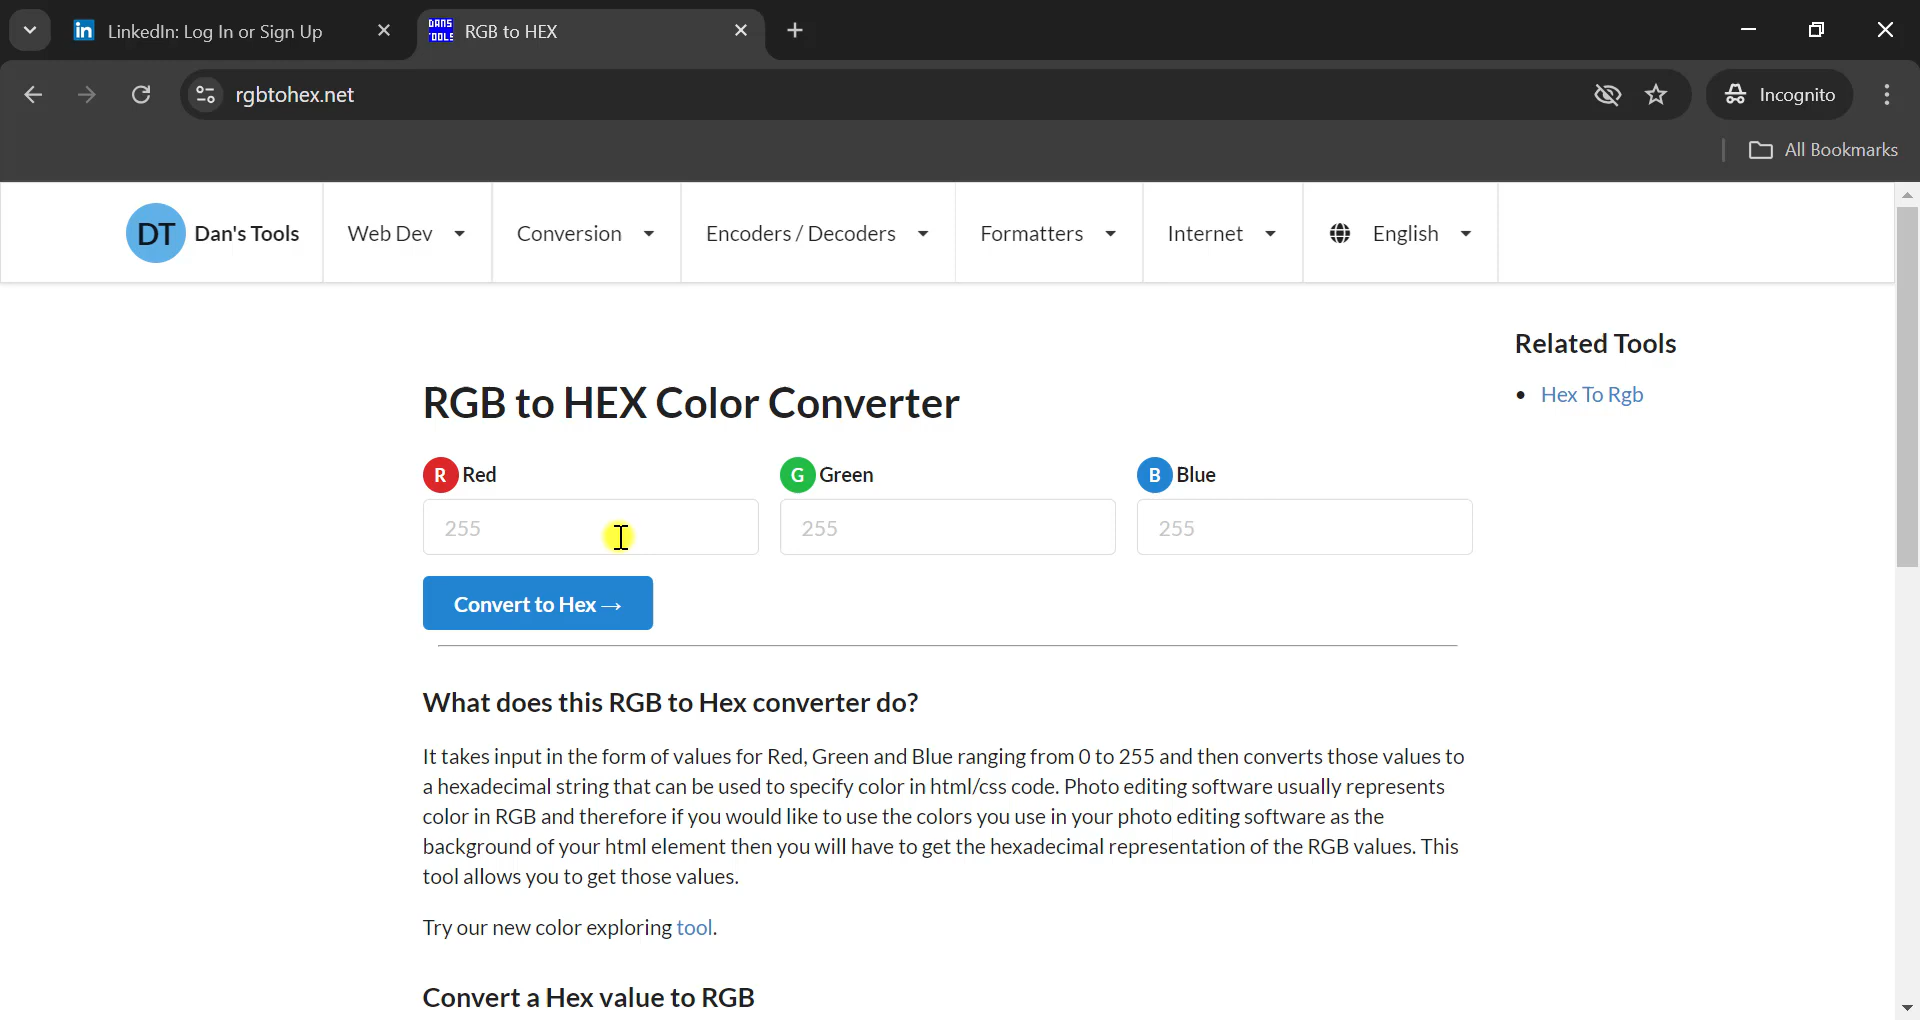 LinkedIn: Log In or Sign Up
DANS TOOLS RGB to HEX
rgbtohex.net
Incognito
All Bookmarks
DT Dan's Tools Web Dev Conversion Encoders / Decoders Formatters Internet English
Related Tools
Hex To Rgb
RGB to HEX Color Converter
R Red G Green B Blue
255 255 255
Convert to Hex →
What does this RGB to Hex converter do?
It takes input in the form of values for Red, Green and Blue ranging from 0 to 255 and then converts those values to
a hexadecimal string that can be used to specify color in html/css code. Photo editing software usually represents
color in RGB and therefore if you would like to use the colors you use in your photo editing software as the
background of your html element then you will have to get the hexadecimal representation of the RGB values. This
tool allows you to get those values.
Try our new color exploring tool.
Convert a Hex value to RGB